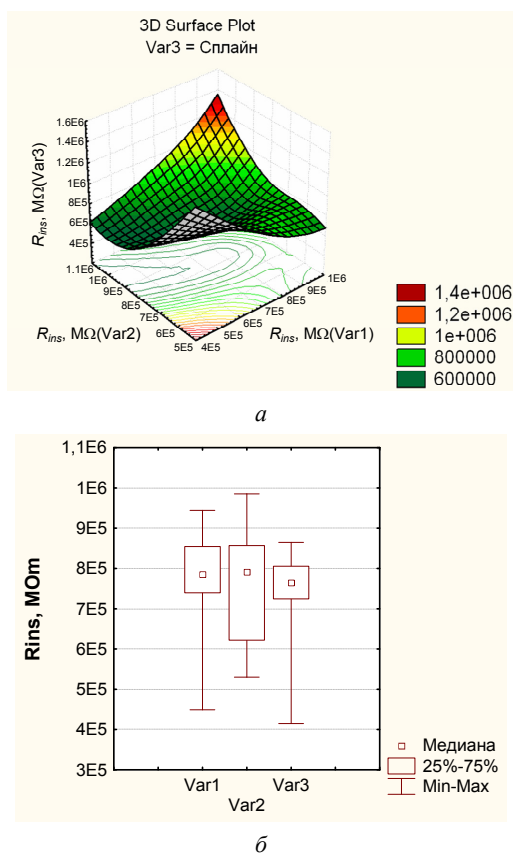 3D Surface Plot
Var3 = Сплайн
1.6E6
1.4E6
1.2E6
1E6
8E5
6E5
4E5
R_ins, MΩ(Var3)
1.1E6
1E6
9E5
8E5
7E5
6E5
5E5
R_ins, MΩ(Var2)
4E5
5E5
6E5
7E5
8E5
9E5
1E6
R_ins, MΩ(Var1)
1,4e+006
1,2e+006
1e+006
800000
600000
а
1,1E6
1E6
9E5
8E5
7E5
6E5
5E5
4E5
3E5
Rins, MOm
Var1 Var3
Var2
Медиана
25%-75%
Min-Max
б